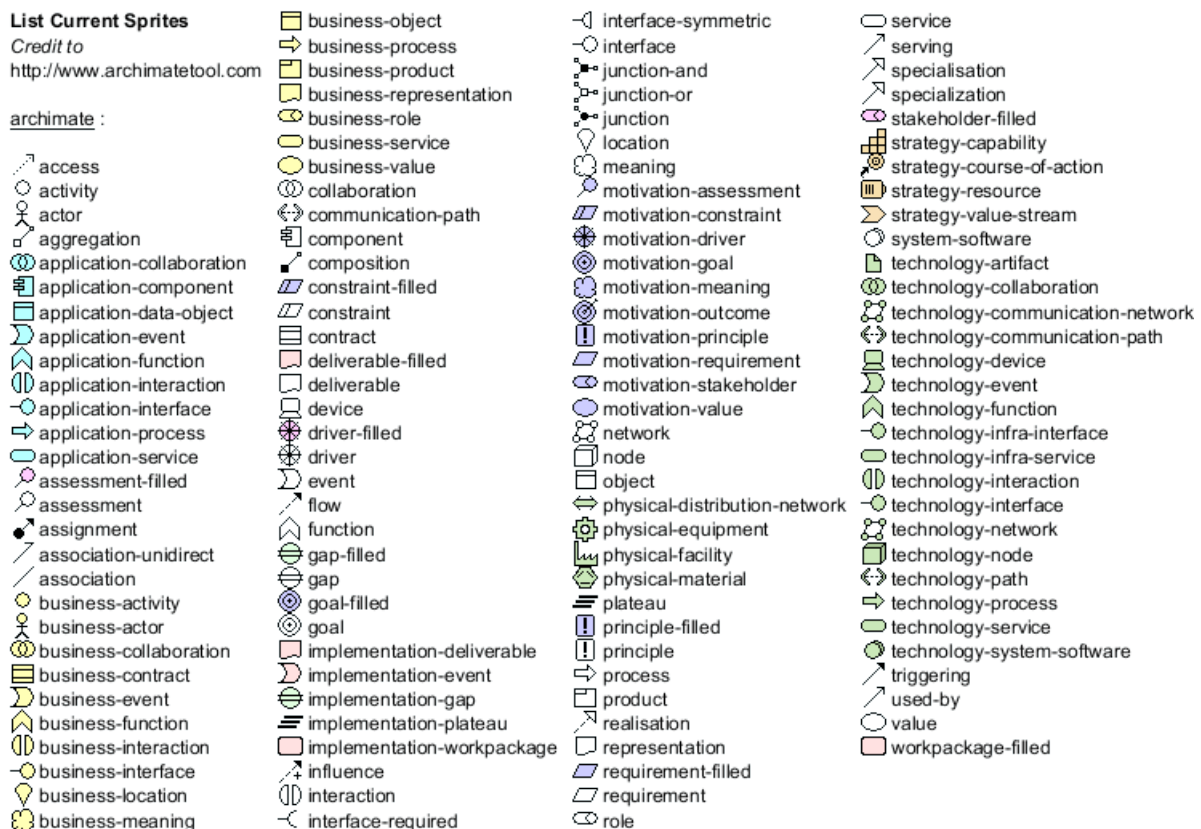 List Current Sprites
Credit to
http://www.archimatetool.com
archimate :
access
activity
actor
aggregation
application-collaboration
application-component
application-data-object
application-event
application-function
application-interaction
application-interface
application-process
application-service
assessment-filled
assessment
assignment
association-unidirect
association
business-activity
business-actor
business-collaboration
business-contract
business-event
business-function
business-interaction
business-interface
business-location
business-meaning
business-object
business-process
business-product
business-representation
business-role
business-service
business-value
collaboration
communication-path
component
composition
constraint-filled
constraint
contract
deliverable-filled
deliverable
device
driver-filled
driver
event
flow
function
gap-filled
gap
goal-filled
goal
implementation-deliverable
implementation-event
implementation-gap
implementation-plateau
implementation-workpackage
influence
interaction
interface-required
interface-symmetric
interface
junction-and
junction-or
junction
location
meaning
motivation-assessment
motivation-constraint
motivation-driver
motivation-goal
motivation-meaning
motivation-outcome
motivation-principle
motivation-requirement
motivation-stakeholder
motivation-value
network
node
object
physical-distribution-network
physical-equipment
physical-facility
physical-material
plateau
principle-filled
principle
process
product
realisation
representation
requirement-filled
requirement
role
service
serving
specialisation
specialization
stakeholder-filled
strategy-capability
strategy-course-of-action
strategy-resource
strategy-value-stream
system-software
technology-artifact
technology-collaboration
technology-communication-network
technology-communication-path
technology-device
technology-event
technology-function
technology-infra-interface
technology-infra-service
technology-interaction
technology-interface
technology-network
technology-node
technology-path
technology-process
technology-service
technology-system-software
triggering
used-by
value
workpackage-filled